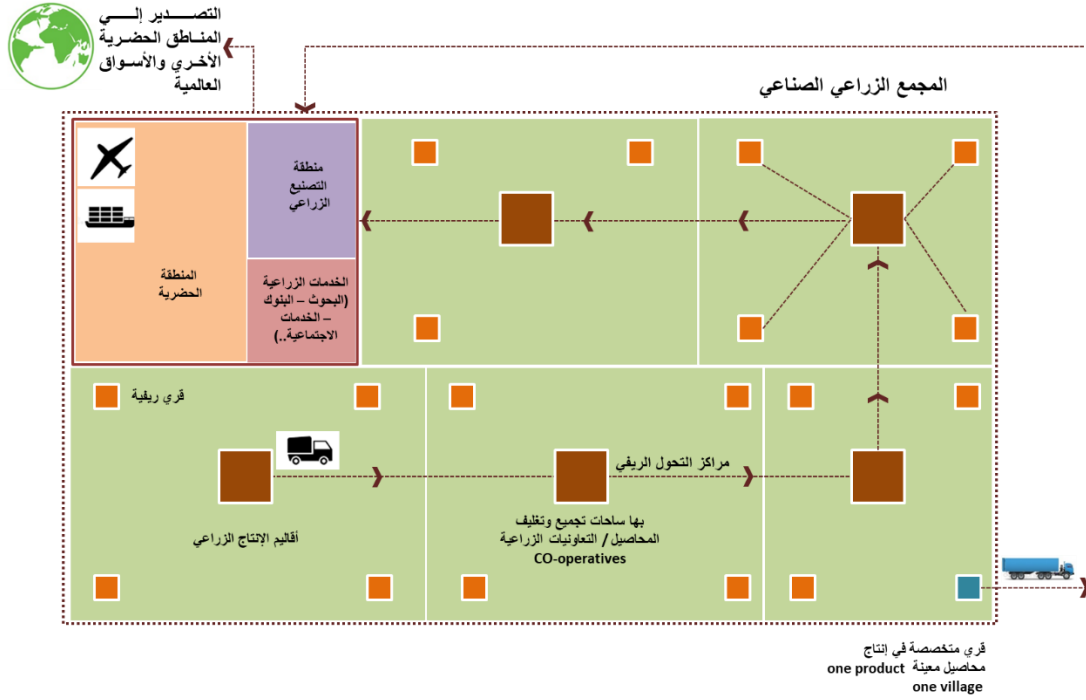 التصدير إلي
المناطق الحضرية
الأخري والأسواق
العالمية
المجمع الزراعي الصناعي
منطقة
التصنيع
الزراعي
المنطقة
الحضرية
الخدمات الزراعية
(البحوث – البنوك
– الخدمات
الاجتماعية..)
قري ريفية
مراكز التحول الريفي
أقاليم الإنتاج الزراعي
بها ساحات تجميع وتغليف
المحاصيل / التعاونيات الزراعية
CO-operatives
قري متخصصة في إنتاج
محاصيل معينة one product
one village